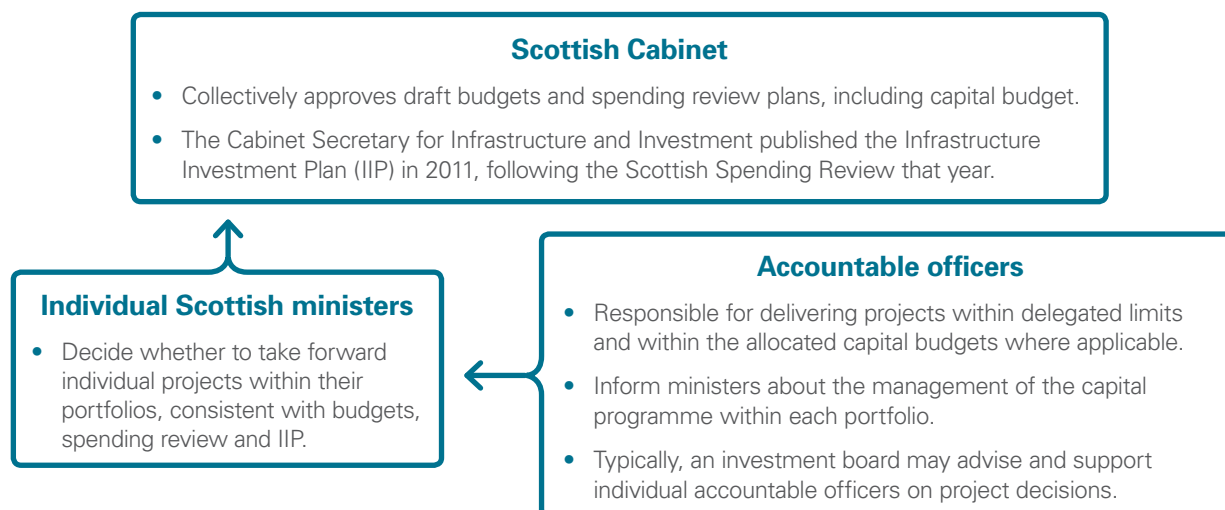 Scottish Cabinet
• Collectively approves draft budgets and spending review plans, including capital budget.
• The Cabinet Secretary for Infrastructure and Investment published the Infrastructure
Investment Plan (IIP) in 2011, following the Scottish Spending Review that year.
Individual Scottish ministers
• Decide whether to take forward
individual projects within their
portfolios, consistent with budgets,
spending review and IIP.
Accountable officers
• Responsible for delivering projects within delegated limits
and within the allocated capital budgets where applicable.
• Inform ministers about the management of the capital
programme within each portfolio.
• Typically, an investment board may advise and support
individual accountable officers on project decisions.